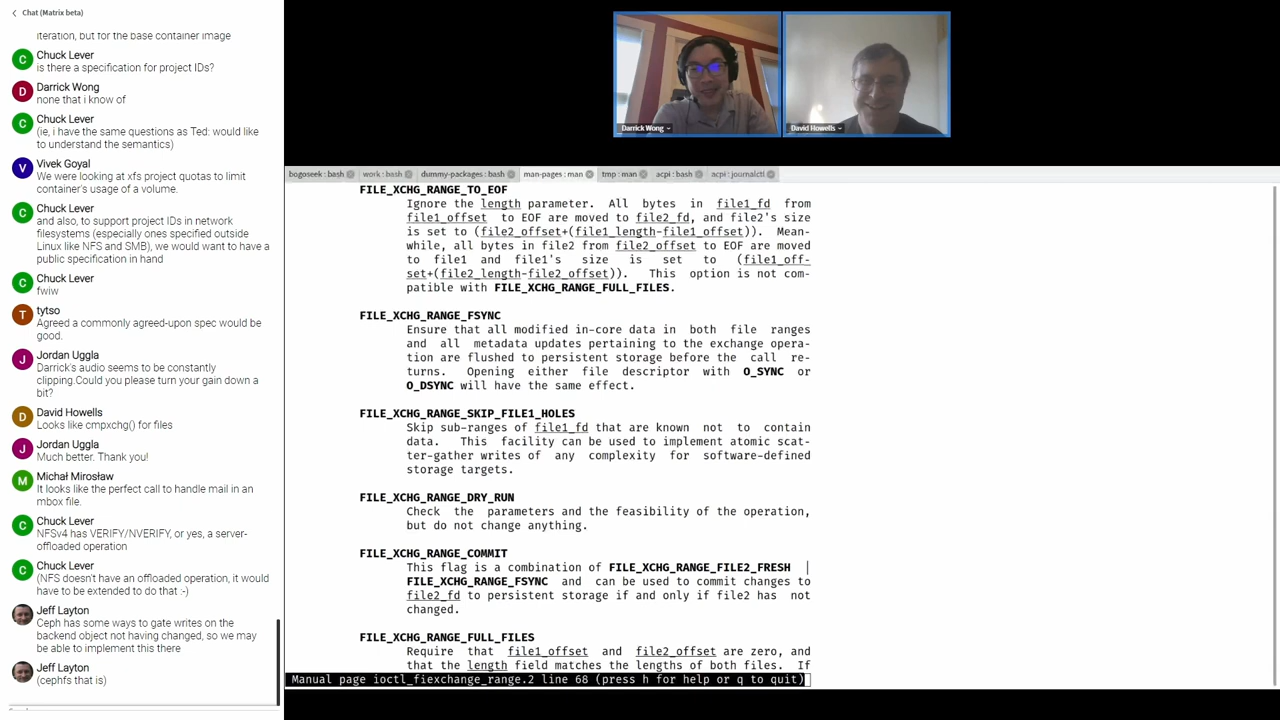 Chat (Matrix beta)
iteration, but for the base container image
C
Chuck Lever
is there a specification for project IDs?
D
Darrick Wong
none that i know of
C
Chuck Lever
(ie, i have the same questions as Ted: would like
to understand the semantics)
V
Vivek Goyal
We were looking at xfs project quotas to limit
container's usage of a volume.
C
Chuck Lever
and also, to support project IDs in network
filesystems (especially ones specified outside
Linux like NFS and SMB), we would want to have a
public specification in hand
C
Chuck Lever
fwiw
T
tytso
Agreed a commonly agreed-upon spec would be
good.
J
Jordan Uggla
Darrick's audio seems to be constantly
clipping.Could you please turn your gain down a
bit?
D
David Howells
Looks like cmpxchg() for files
J
Jordan Uggla
Much better. Thank you!
M
Michał Mirosław
It looks like the perfect call to handle mail in an
mbox file.
C
Chuck Lever
NFSv4 has VERIFY/NVERIFY, or yes, a server-
offloaded operation
C
Chuck Lever
(NFS doesn't have an offloaded operation, it would
have to be extended to do that :-)
Jeff Layton
Ceph has some ways to gate writes on the
backend object not having changed, so we may
be able to implement this there
Jeff Layton
(cephfs that is)
Darrick Wong
David Howells
bogoseek : bash
work : bash
dummy-packages : bash
man-pages : man
tmp : man
acpi : bash
acpi : journalctl
FILE_XCHG_RANGE_TO_EOF
Ignore the length parameter. All bytes in file1_fd from
file1_offset to EOF are moved to file2_fd, and file2's size
is set to (file2_offset+(file1_length-file1_offset)). Mean-
while, all bytes in file2 from file2_offset to EOF are moved
to file1 and file1's size is set to (file1_off-
set+(file2_length-file2_offset)). This option is not com-
patible with FILE_XCHG_RANGE_FULL_FILES.
FILE_XCHG_RANGE_FSYNC
Ensure that all modified in-core data in both file ranges
and all metadata updates pertaining to the exchange opera-
tion are flushed to persistent storage before the call re-
turns. Opening either file descriptor with O_SYNC or
O_DSYNC will have the same effect.
FILE_XCHG_RANGE_SKIP_FILE1_HOLES
Skip sub-ranges of file1_fd that are known not to contain
data. This facility can be used to implement atomic scat-
ter-gather writes of any complexity for software-defined
storage targets.
FILE_XCHG_RANGE_DRY_RUN
Check the parameters and the feasibility of the operation,
but do not change anything.
FILE_XCHG_RANGE_COMMIT
This flag is a combination of FILE_XCHG_RANGE_FILE2_FRESH |
FILE_XCHG_RANGE_FSYNC and can be used to commit changes to
file2_fd to persistent storage if and only if file2 has not
changed.
FILE_XCHG_RANGE_FULL_FILES
Require that file1_offset and file2_offset are zero, and
that the length field matches the lengths of both files. If
Manual page ioctl_fiexchange_range.2 line 68 (press h for help or q to quit)